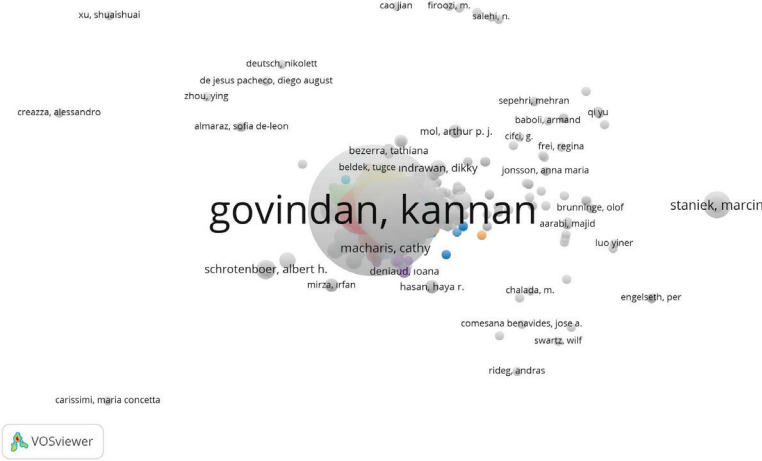 cao jian
firoozi, m.
xu, shuaishuai
salehi, n.
deutsch, nikolett
de jesus pacheco, diego august
zhou, ying
sepehri, mehran
creazza, alessandro
qi yu
baboli, armand
almaraz, sofia de-leon
mol, arthur p. j.
cifci, g.
frei, regina
bezerra, tathiana
beldek, tugce
indrawan, dikky
jonsson, anna maria
govindan, kannan
staniek, marcin
brunninge, olof
aarabi, majid
luo yiner
macharis, cathy
schrotenboer, albert h.
deniaud, ioana
mirza, irfan
hasan, haya r.
chalada, m.
engelseth, per
comesana benavides, jose a.
swartz, wilf
rideg, andras
carissimi, maria concetta
VOSviewer